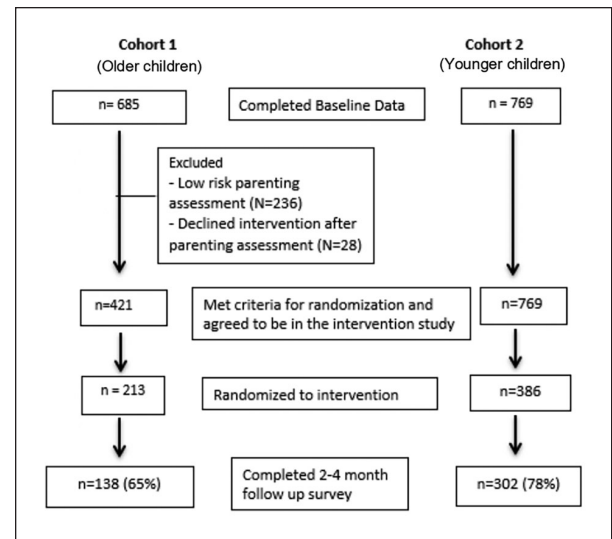 Cohort 1
(Older children)
Cohort 2
(Younger children)
n= 685
Completed Baseline Data
n = 769
Excluded
- Low risk parenting
assessment (N=236)
- Declined intervention after
parenting assessment (N=28)
n=421
Met criteria for randomization and
agreed to be in the intervention study
n=769
n = 213
Randomized to intervention
n=386
n=138 (65%)
Completed 2-4 month
follow up survey
n=302 (78%)